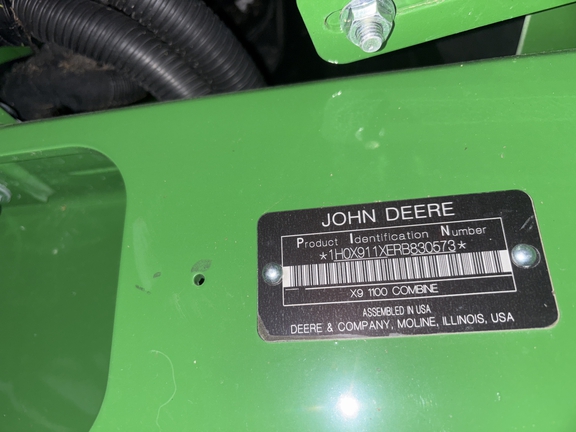 JOHN DEERE
Product Identification Number
*1H0X911XERB830573*
X9 1100 COMBINE
ASSEMBLED IN USA
DEERE & COMPANY, MOLINE, ILLINOIS, USA